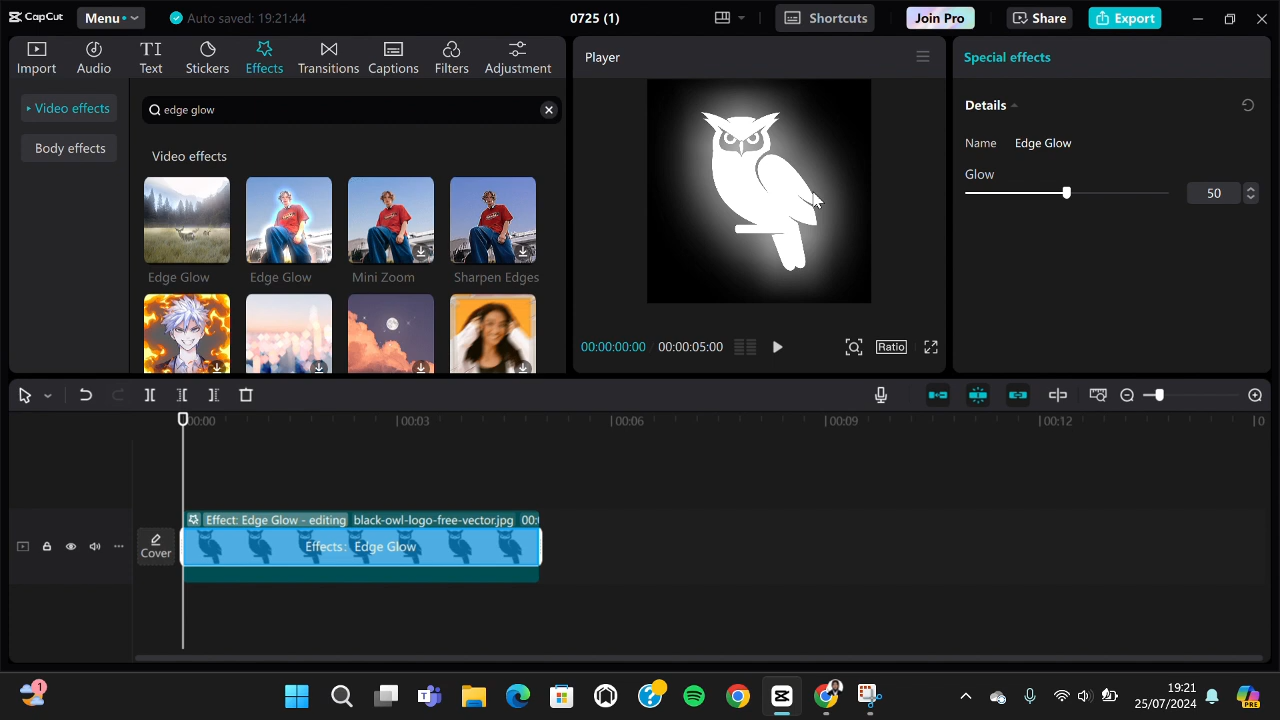 CapCut
Menu
Auto saved: 19:21:44
0725 (1)
Shortcuts
Join Pro
Share
Export
Import
Audio
Text
Sticker
Effects
Transitions
Captions
Filters
Adjustment
Video effects
Body effects
edge glow
Video effects
Edge Glow
Edge Glow
Mini Zoom
Sharpen Edges
Player
00:00:00:00
00:00:05:00
Ratio
Special effects
Details
Name
Edge Glow
Glow
50
00:00
00:03
00:06
00:09
00:12
Cover
Effect: Edge Glow - editing
black-owl-logo-free-vector.jpg
Effects: Edge Glow
1
PRE
19:21
25/07/2024